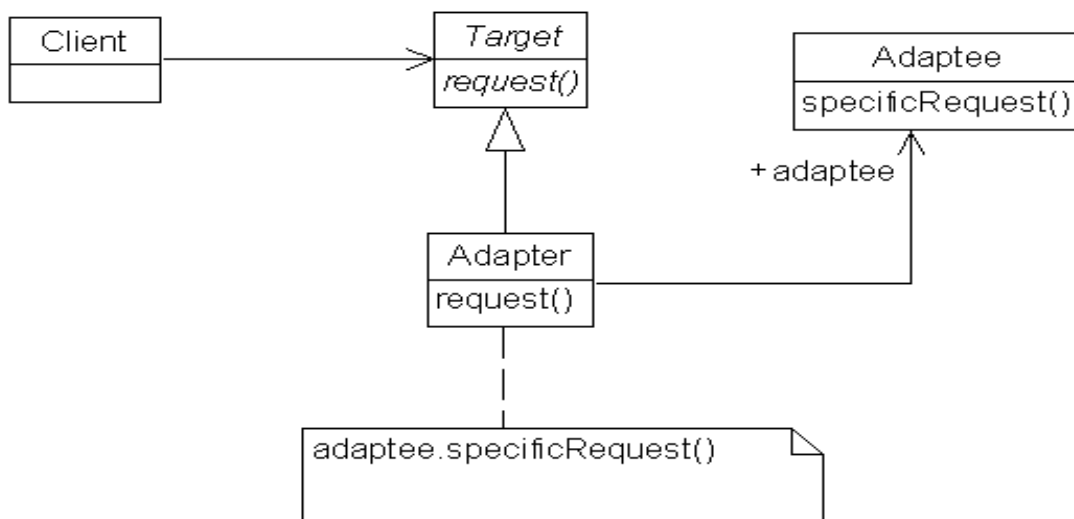 Client
Target
request()
Adaptee
specificRequest()
+ adaptee
Adapter
request()
adaptee.specificRequest()